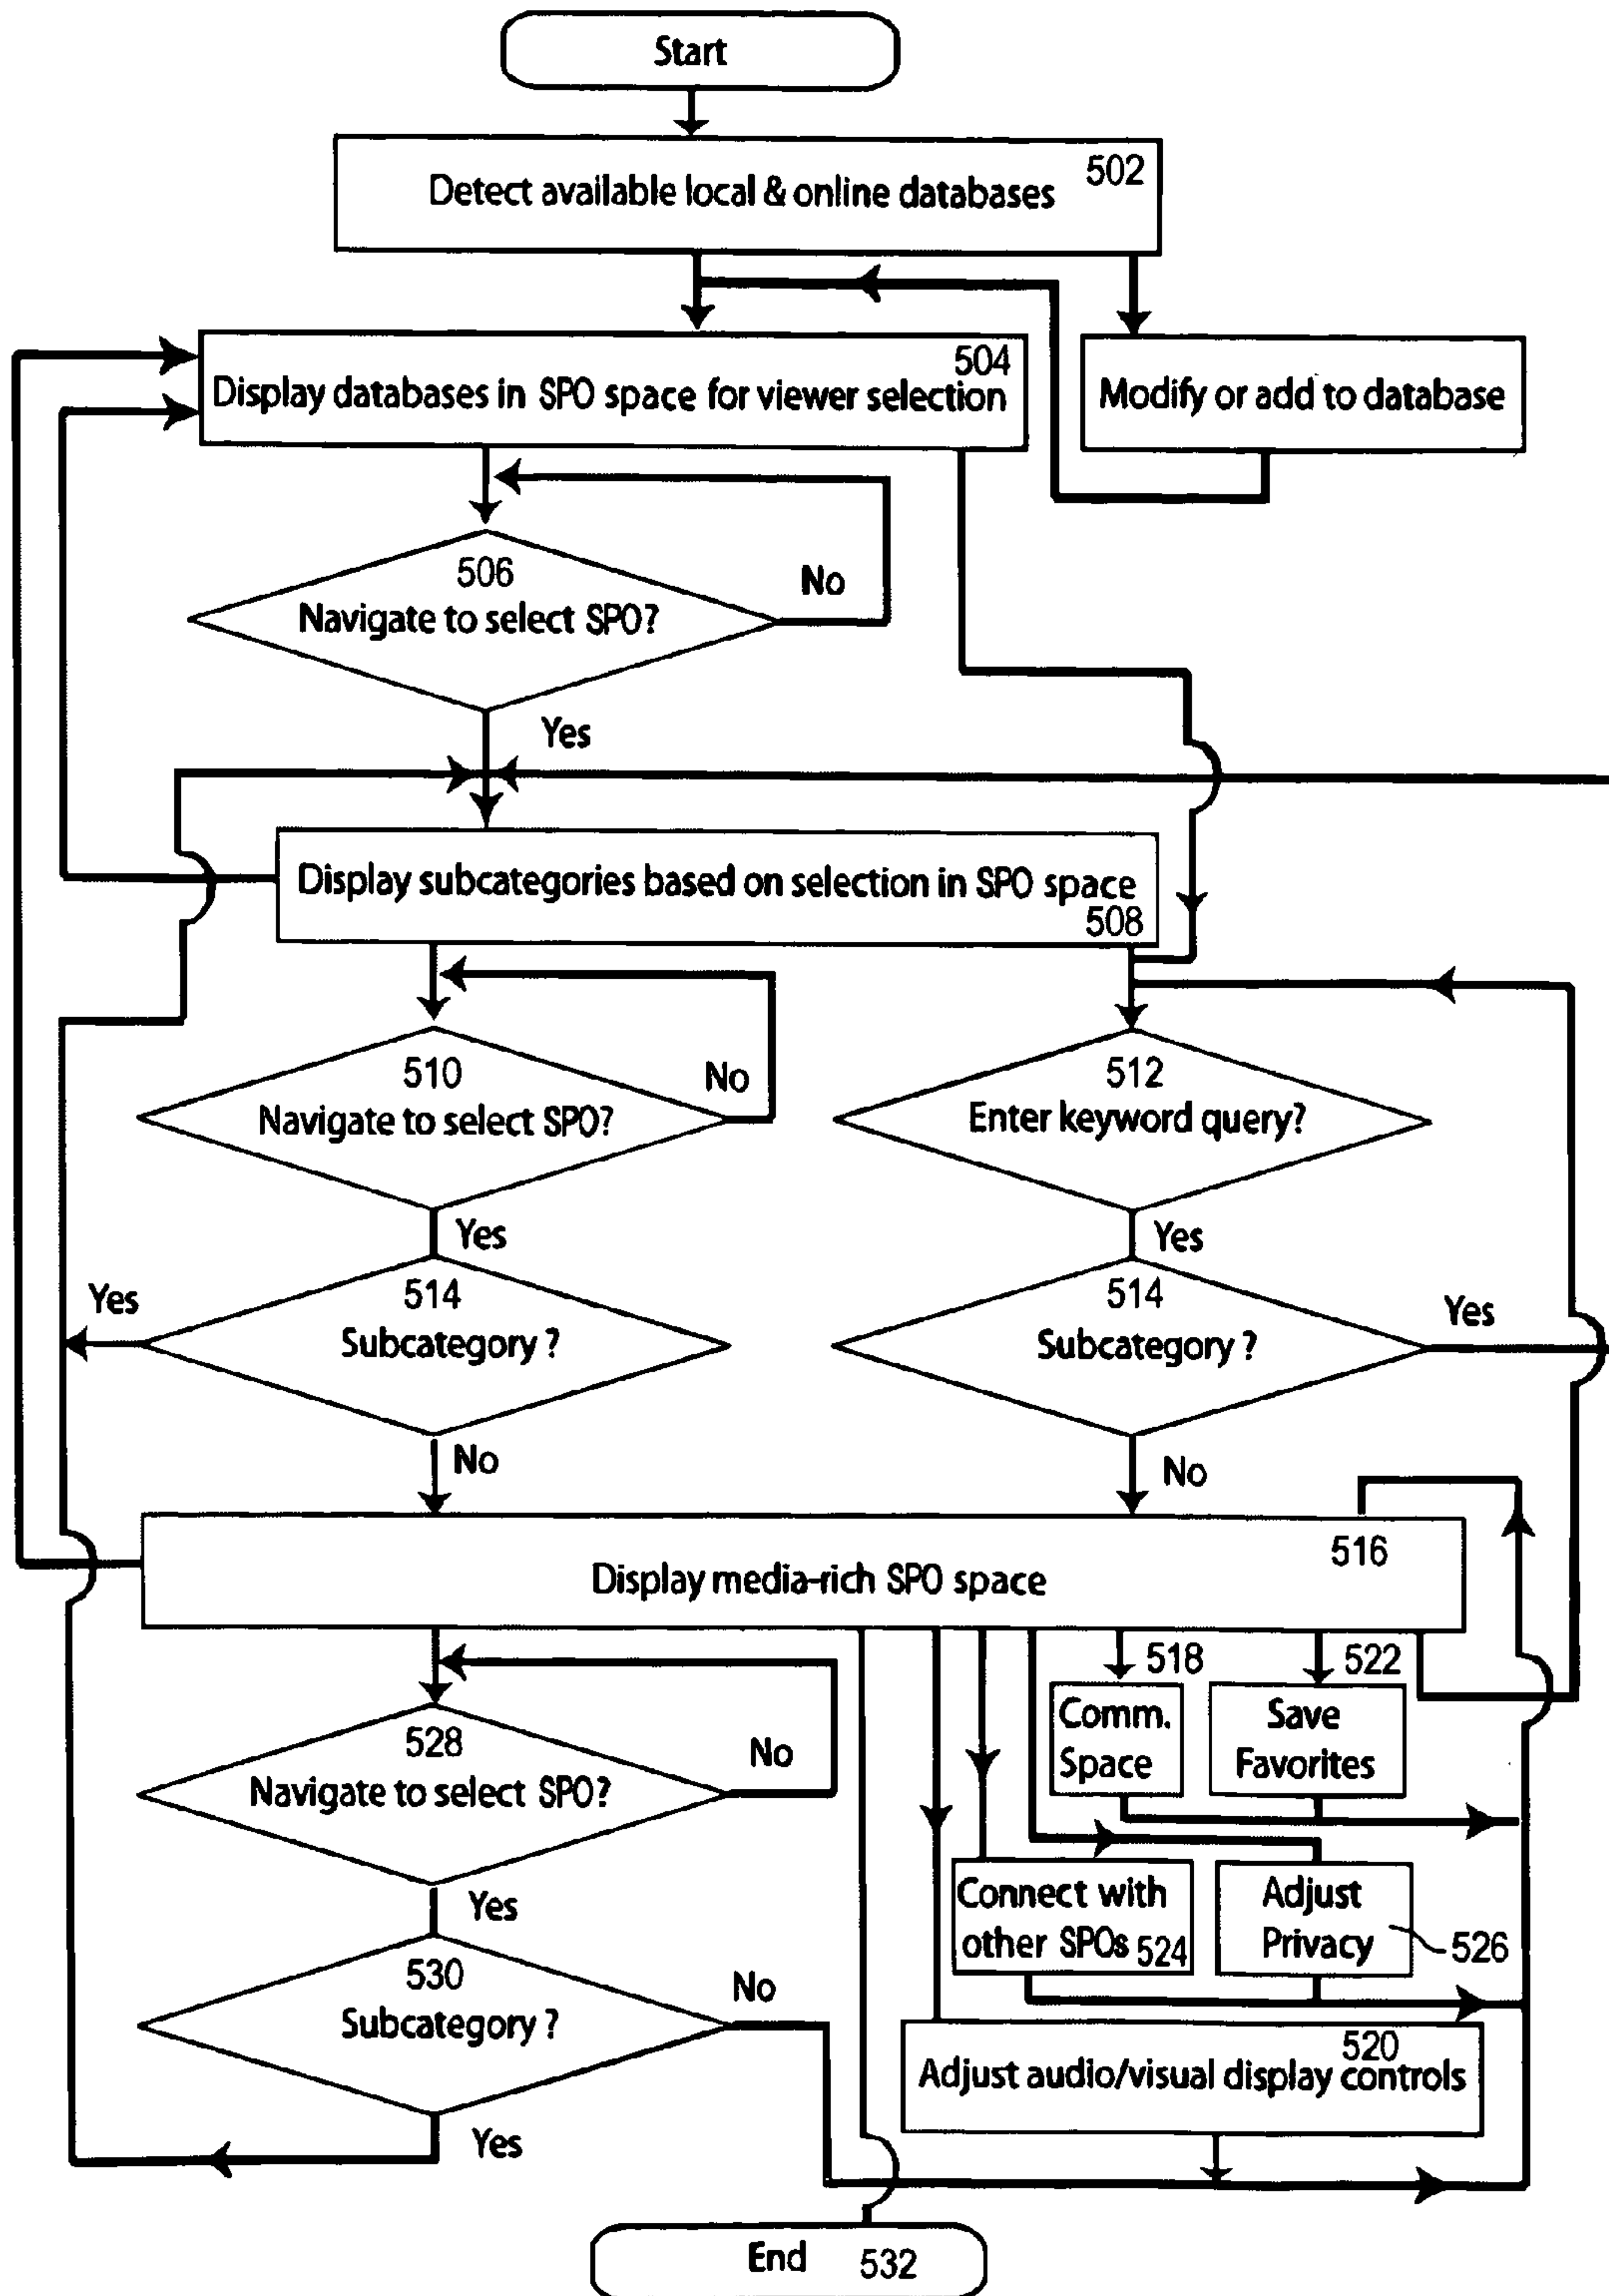 Start
502
Detect available local & online databases
504
Display databases in SPO space for viewer selection
Modify or add to database
506
Navigate to select SPO?
No
Yes
Display subcategories based on selection in SPO space
508
510
Navigate to select SPO?
No
512
Enter keyword query?
Yes
Yes
514
Subcategory ?
Yes
514
Subcategory ?
Yes
No
No
516
Display media-rich SPO space
518
522
Comm.
Space
Save
Favorites
528
Navigate to select SPO?
No
Yes
Connect with
other SPOs 524
Adjust
Privacy
526
530
Subcategory ?
No
Yes
520
Adjust audio/visual display controls
End 532